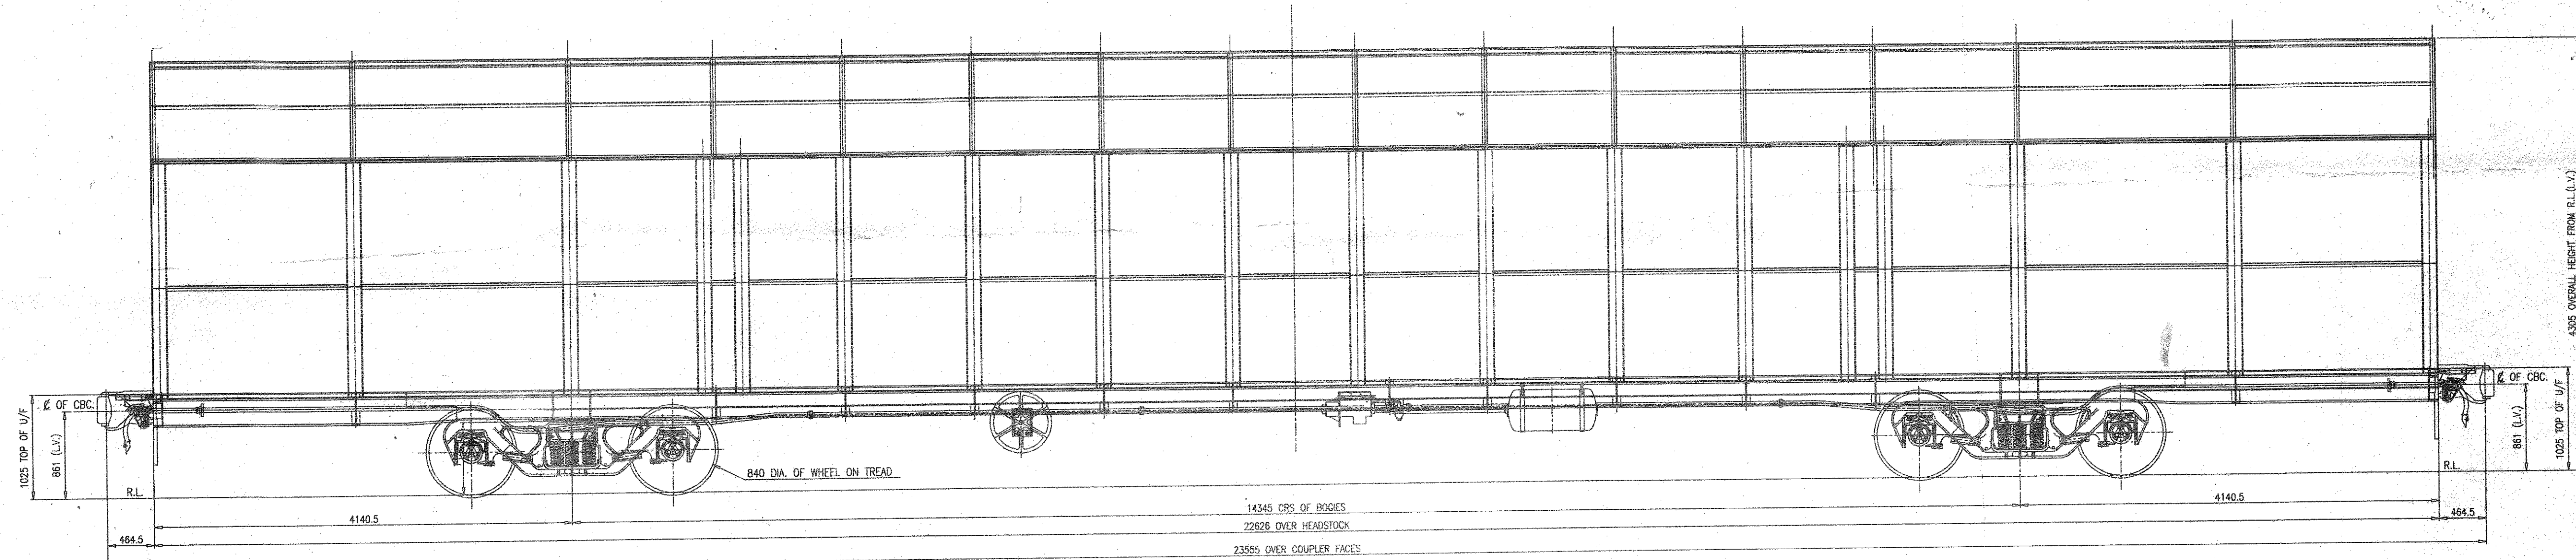 4305 OVERALL HEIGHT FROM R.L.(L.V.)
℄ OF CBC.
1025 TOP OF U/F
861 (L.V.)
R.L.
840 DIA. OF WHEEL ON TREAD
℄ OF CBC.
861 (L.V.)
1025 TOP OF U/F
R.L.
4140.5
14345 CRS OF BOGIES
4140.5
464.5
22626 OVER HEADSTOCK
464.5
23555 OVER COUPLER FACES